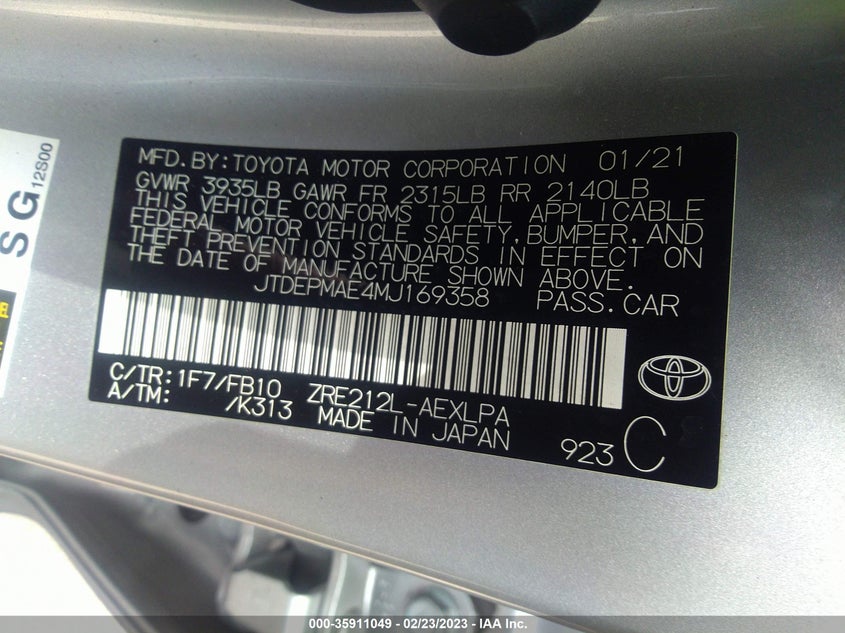 MFD.BY:TOYOTA MOTOR CORPORATION 01/21
GVWR 3935LB GAWR FR 2315LB RR 2140LB
THIS VEHICLE CONFORMS TO ALL APPLICABLE
FEDERAL MOTOR VEHICLE SAFETY, BUMPER, AND
THEFT PREVENTION STANDARDS IN EFFECT ON
THE DATE OF MANUFACTURE SHOWN ABOVE.
JTDEPMAE4MJ169358 PASS.CAR
C/TR:1F7/FB10 ZRE212L-AEXLPA
A/TM: /K313 MADE IN JAPAN
923 C
SG
12S00
EL
000-35911049 - 02/23/2023 - IAA Inc.